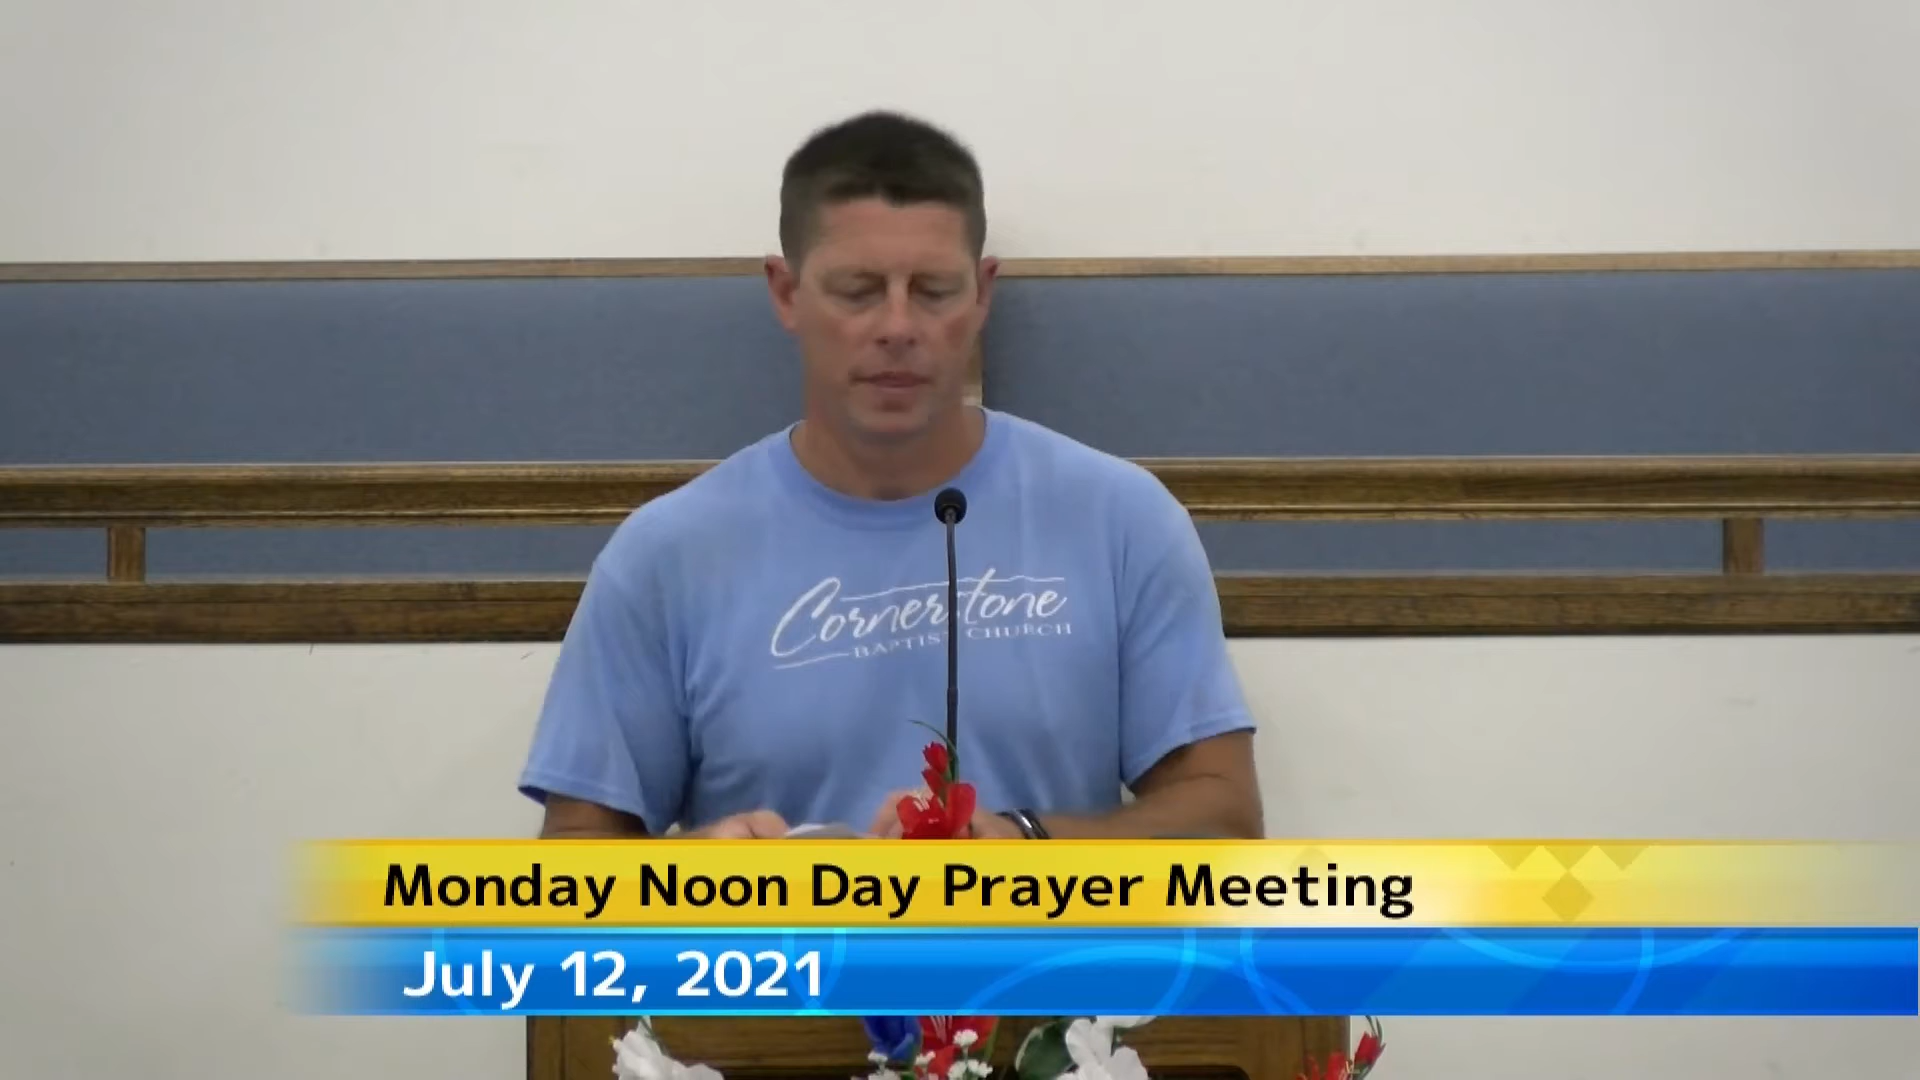 Cornerstone
BAPTIST CHURCH
Monday Noon Day Prayer Meeting
July 12, 2021